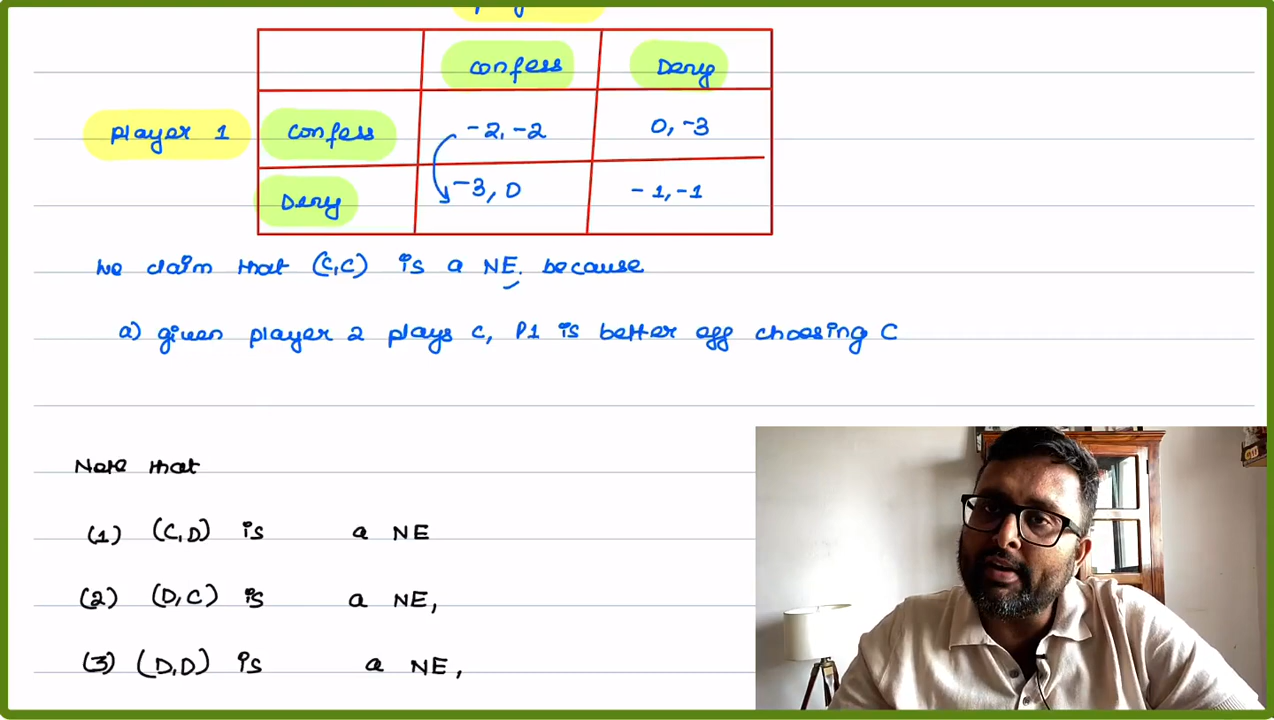 Confess Deny
Player 1 Confess -2, -2 0, -3
Deny -3, 0 -1, -1
We claim that (C,C) is a NE. because
a) given player 2 plays C, P1 is better off choosing C
Note that
(1) (C,D) is a NE
(2) (D,C) is a NE,
(3) (D,D) is a NE,